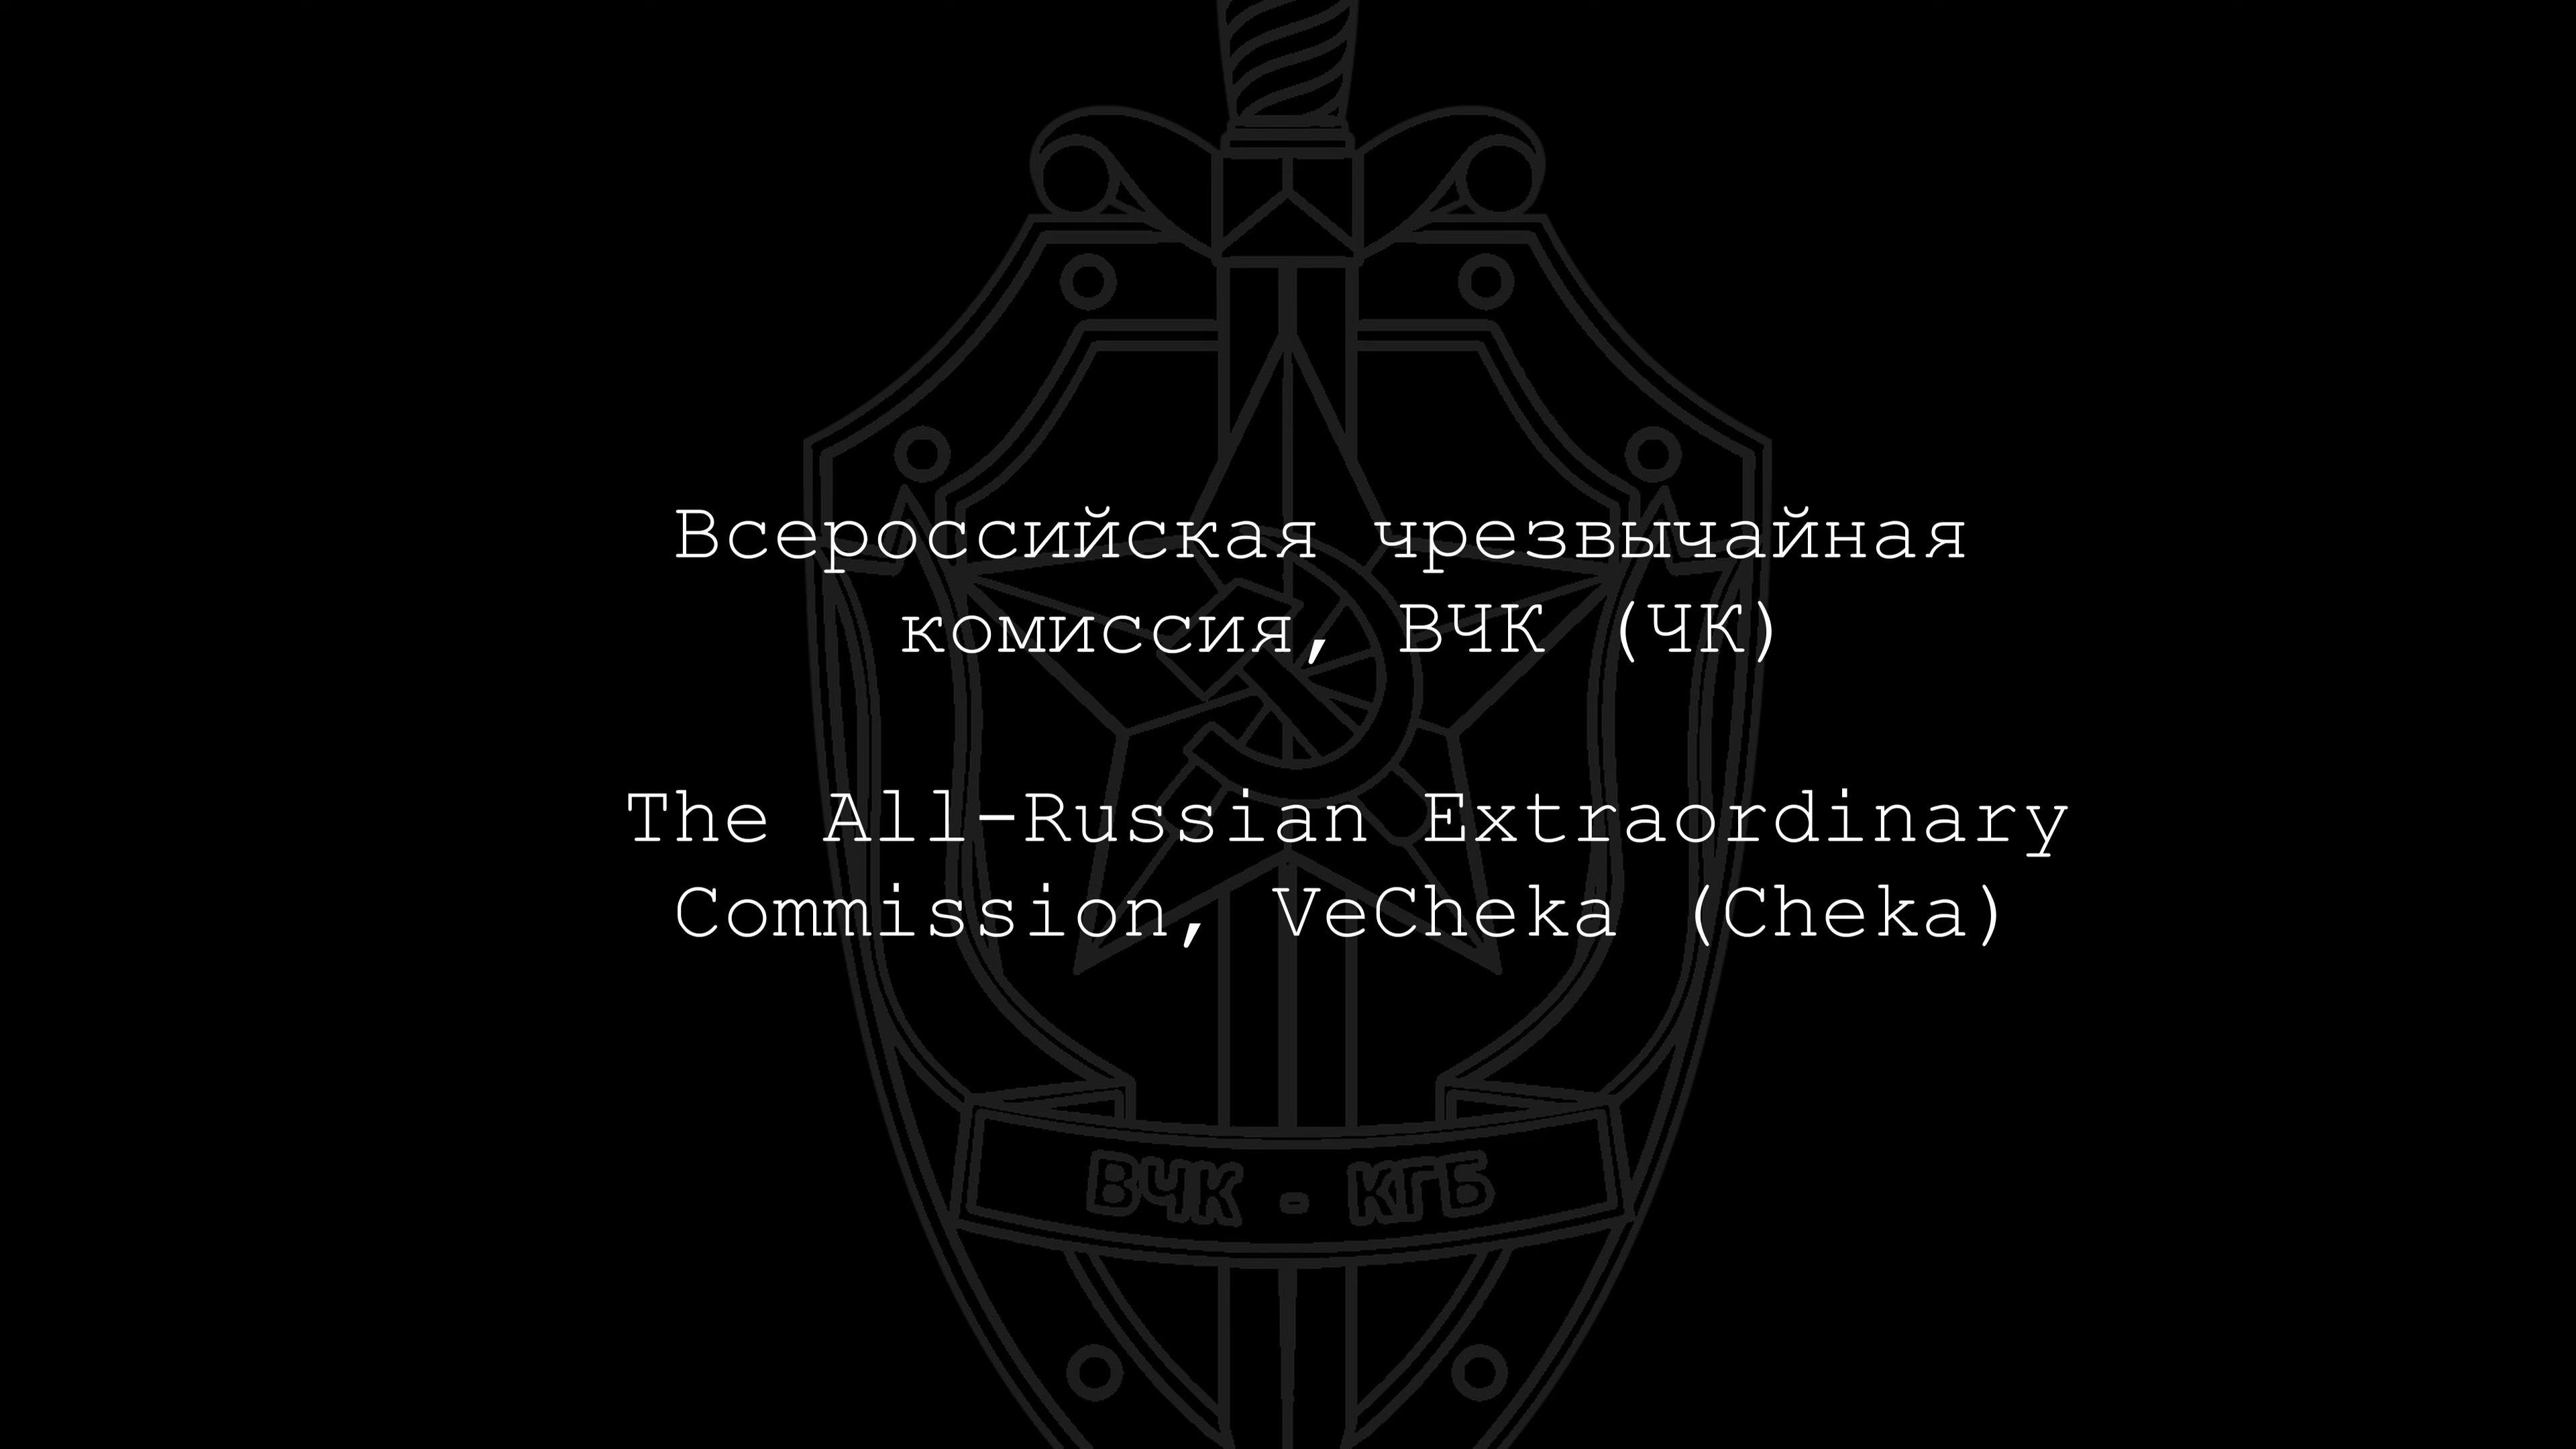 Всероссийская чрезвычайная
комиссия, ВЧК (ЧК)
The All-Russian Extraordinary
Commission, VeCheka (Cheka)
ВЧК - КГБ